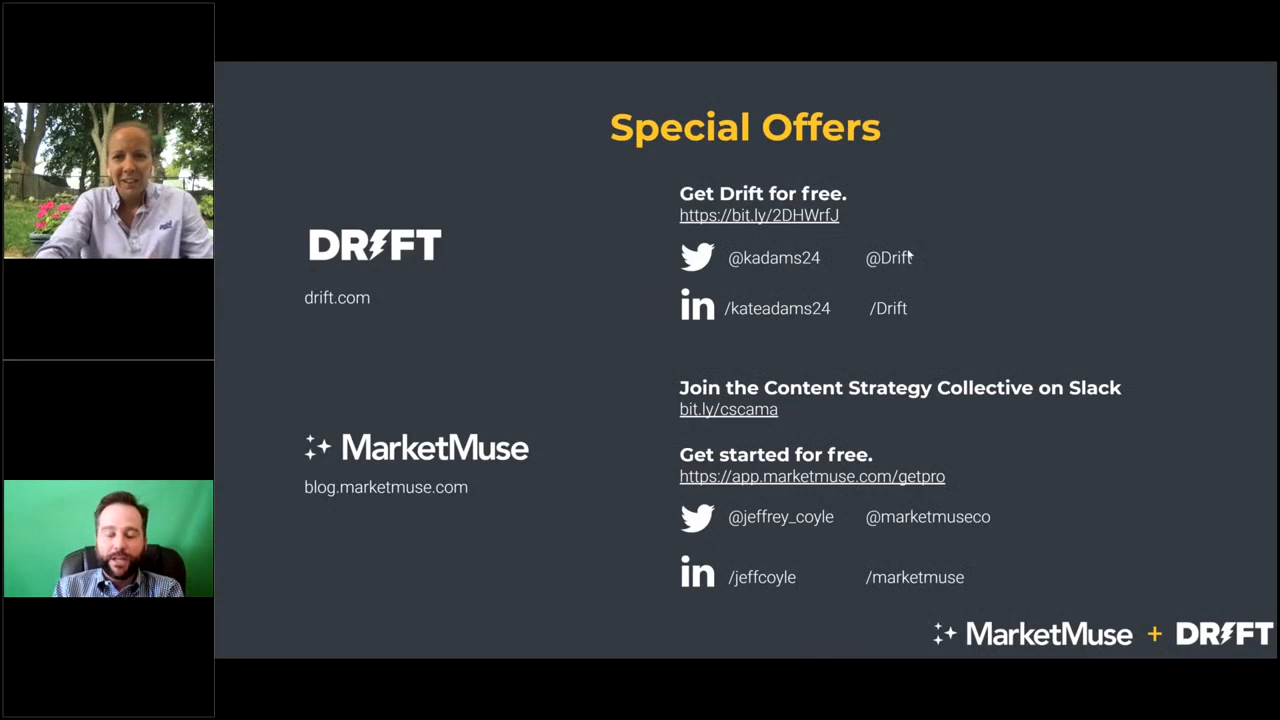 Special Offers
Get Drift for free.
https://bit.ly/2DHWrfJ
DRIFT
@kadams24 @Drift
drift.com
/kateadams24 /Drift
Join the Content Strategy Collective on Slack
bit.ly/cscama
MarketMuse
Get started for free.
https://app.marketmuse.com/getpro
blog.marketmuse.com
@jeffrey_coyle @marketmuseco
in /jeffcoyle /marketmuse
MarketMuse + DRIFT